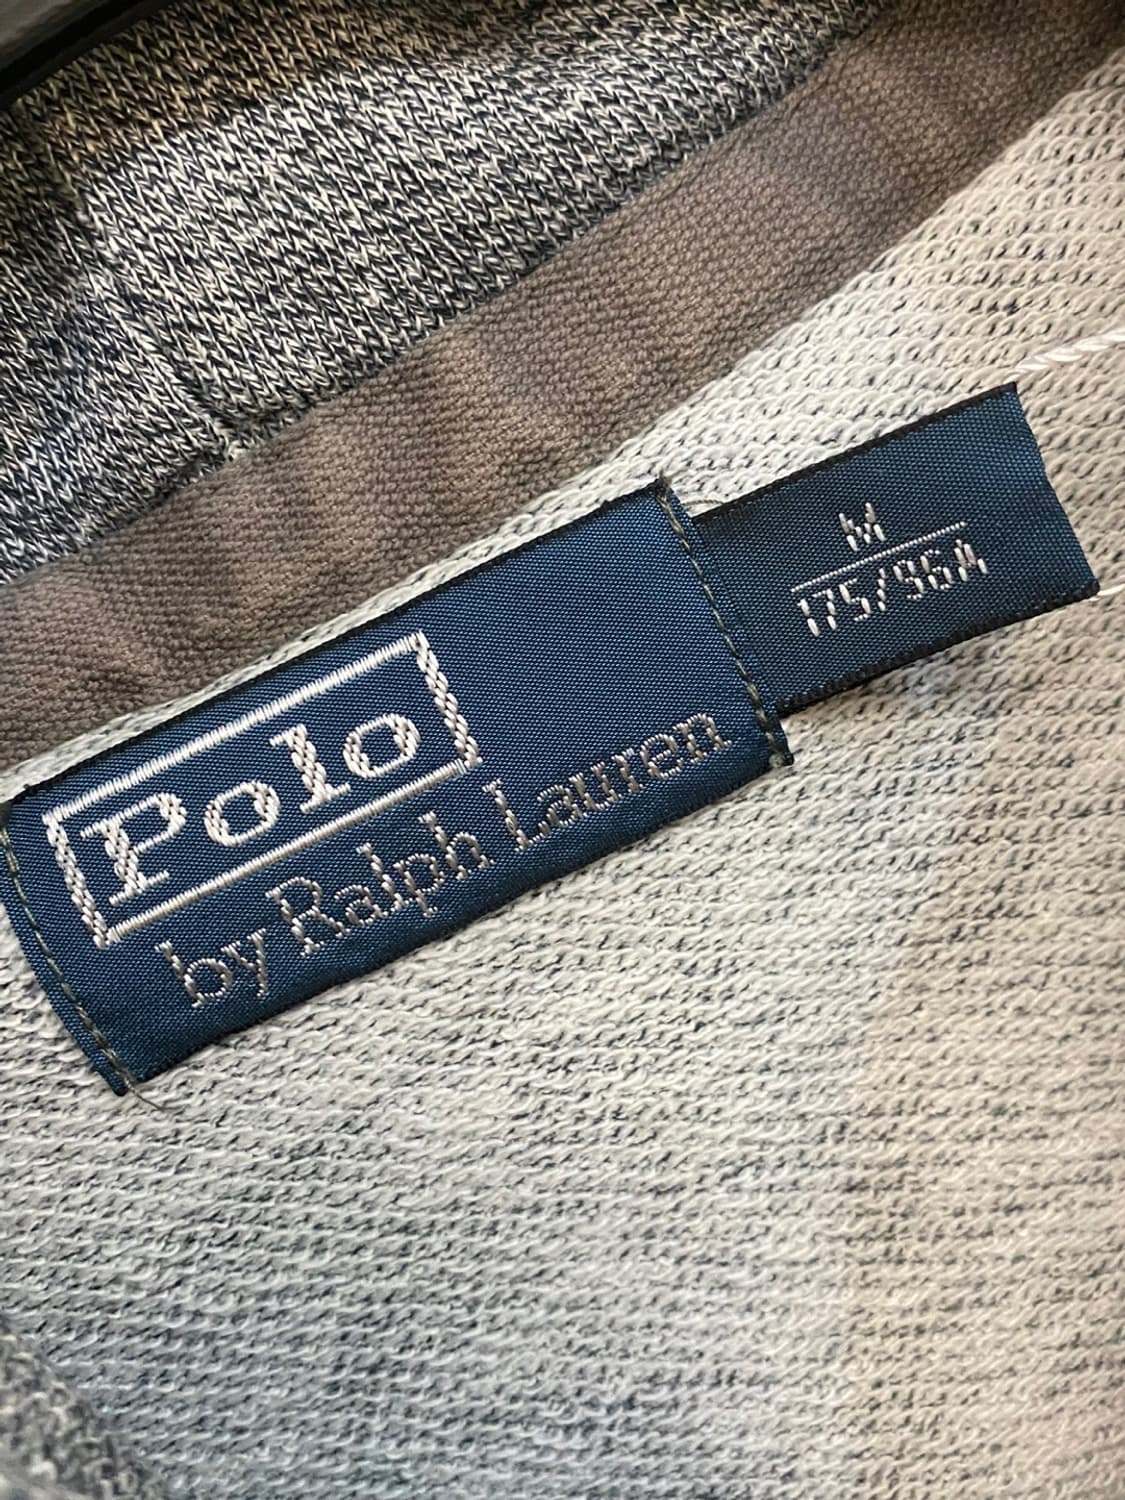 Polo
by Ralph Lauren
M
175/96A